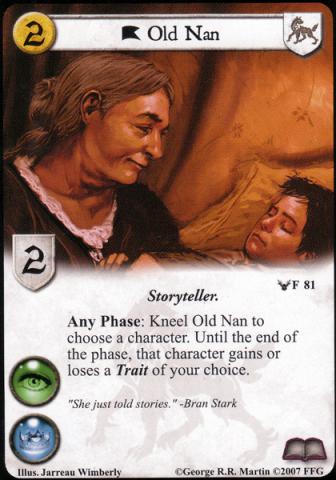 2
Old Nan
2
F 81
Storyteller.
Any Phase: Kneel Old Nan to
choose a character. Until the end of
the phase, that character gains or
loses a Trait of your choice.
"She just told stories." -Bran Stark
Illus. Jarreau Wimberly
©George R.R. Martin ©2007 FFG